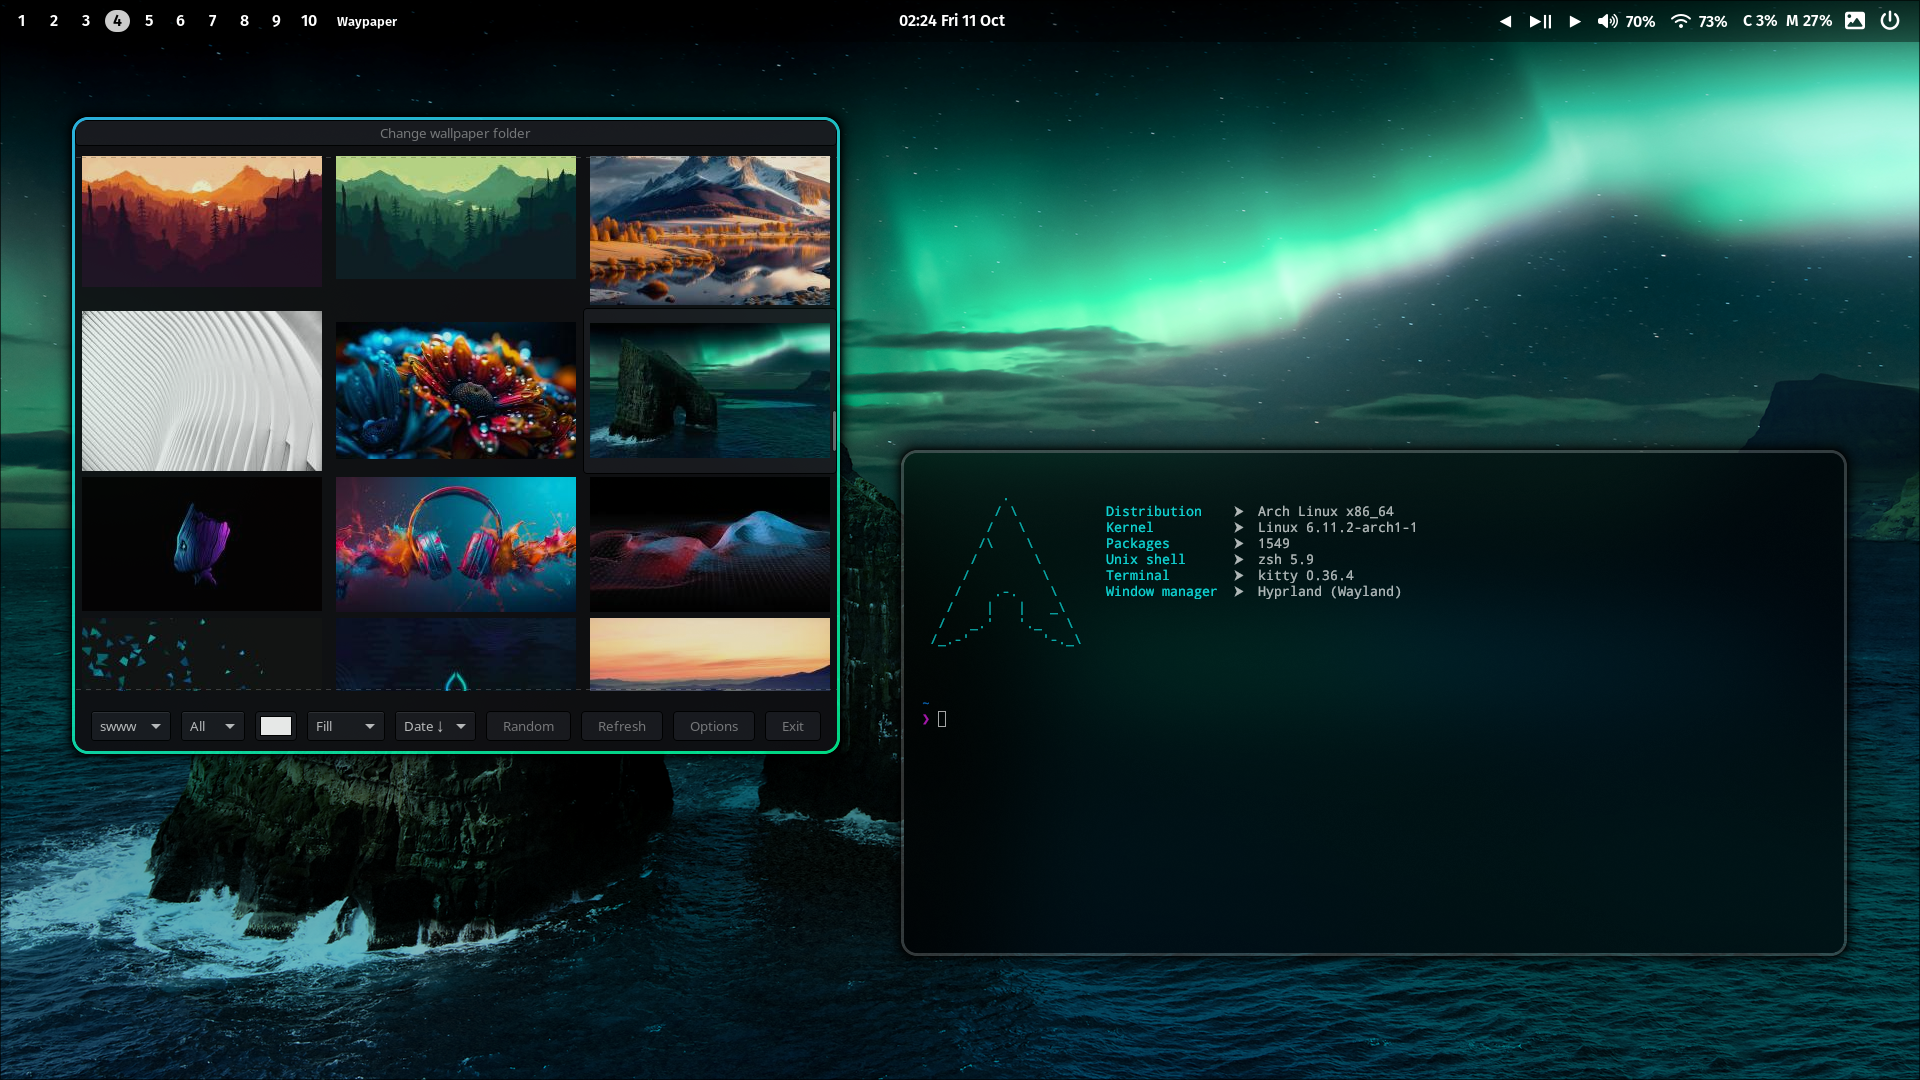 1 2 3 4 5 6 7 8 9 10 Waypaper
02:24 Fri 11 Oct
70% 73% C 3% M 27%
Change wallpaper folder
swww All Fill Date↓ Random Refresh Options Exit
Distribution ➤ Arch Linux x86_64
Kernel ➤ Linux 6.11.2-arch1-1
Packages ➤ 1549
Unix shell ➤ zsh 5.9
Terminal ➤ kitty 0.36.4
Window manager ➤ Hyprland (Wayland)
~
❯